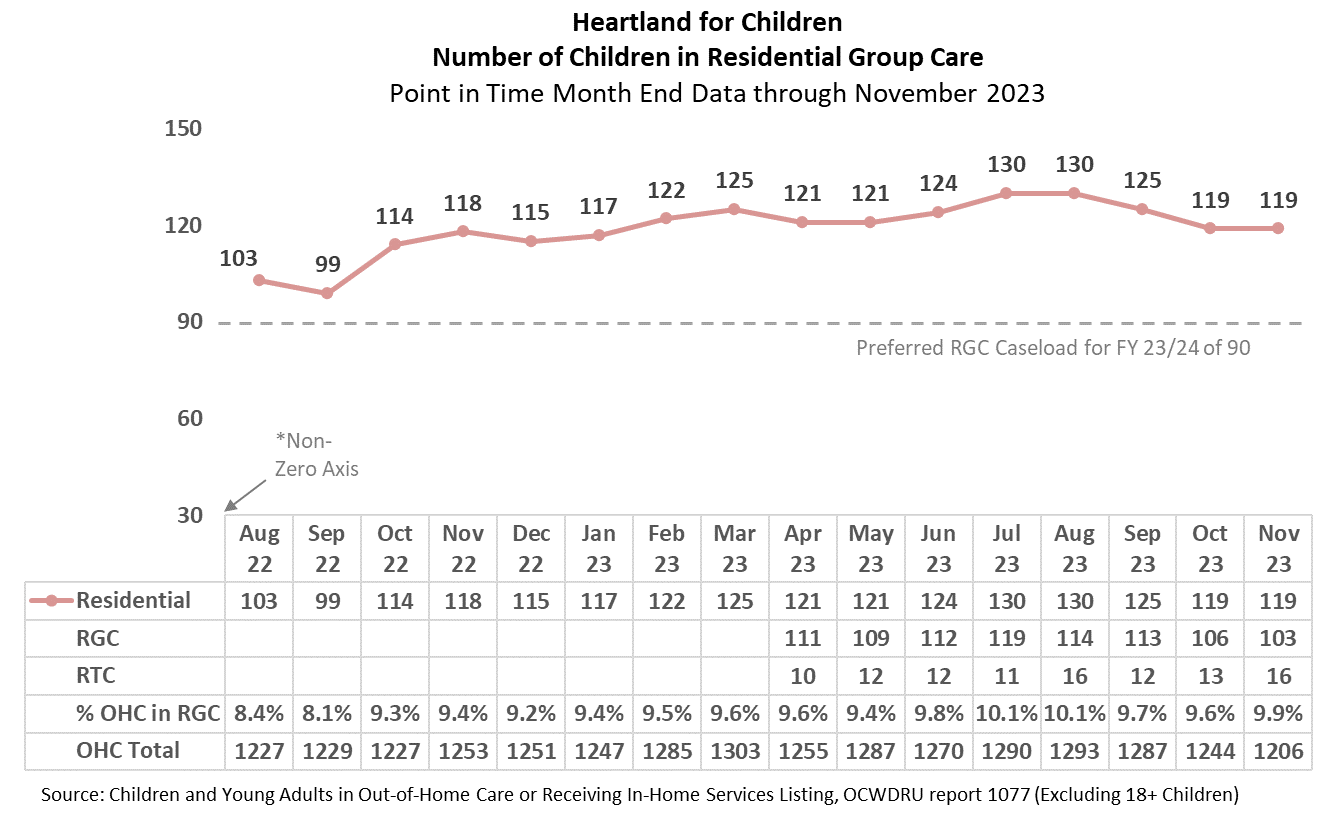 Heartland for Children
Number of Children in Residential Group Care
Point in Time Month End Data through November 2023
150
120
90
60
30
103 99 114 118 115 117 122 125 121 121 124 130 130 125 119 119
Preferred RGC Caseload for FY 23/24 of 90
*Non-
Zero Axis
Aug Sep Oct Nov Dec Jan Feb Mar Apr May Jun Jul Aug Sep Oct Nov
22 22 22 22 22 23 23 23 23 23 23 23 23 23 23 23
Residential 103 99 114 118 115 117 122 125 121 121 124 130 130 125 119 119
RGC 111 109 112 119 114 113 106 103
RTC 10 12 12 11 16 12 13 16
% OHC in RGC 8.4% 8.1% 9.3% 9.4% 9.2% 9.4% 9.5% 9.6% 9.6% 9.4% 9.8% 10.1% 10.1% 9.7% 9.6% 9.9%
OHC Total 1227 1229 1227 1253 1251 1247 1285 1303 1255 1287 1270 1290 1293 1287 1244 1206
Source: Children and Young Adults in Out-of-Home Care or Receiving In-Home Services Listing, OCWDRU report 1077 (Excluding 18+ Children)